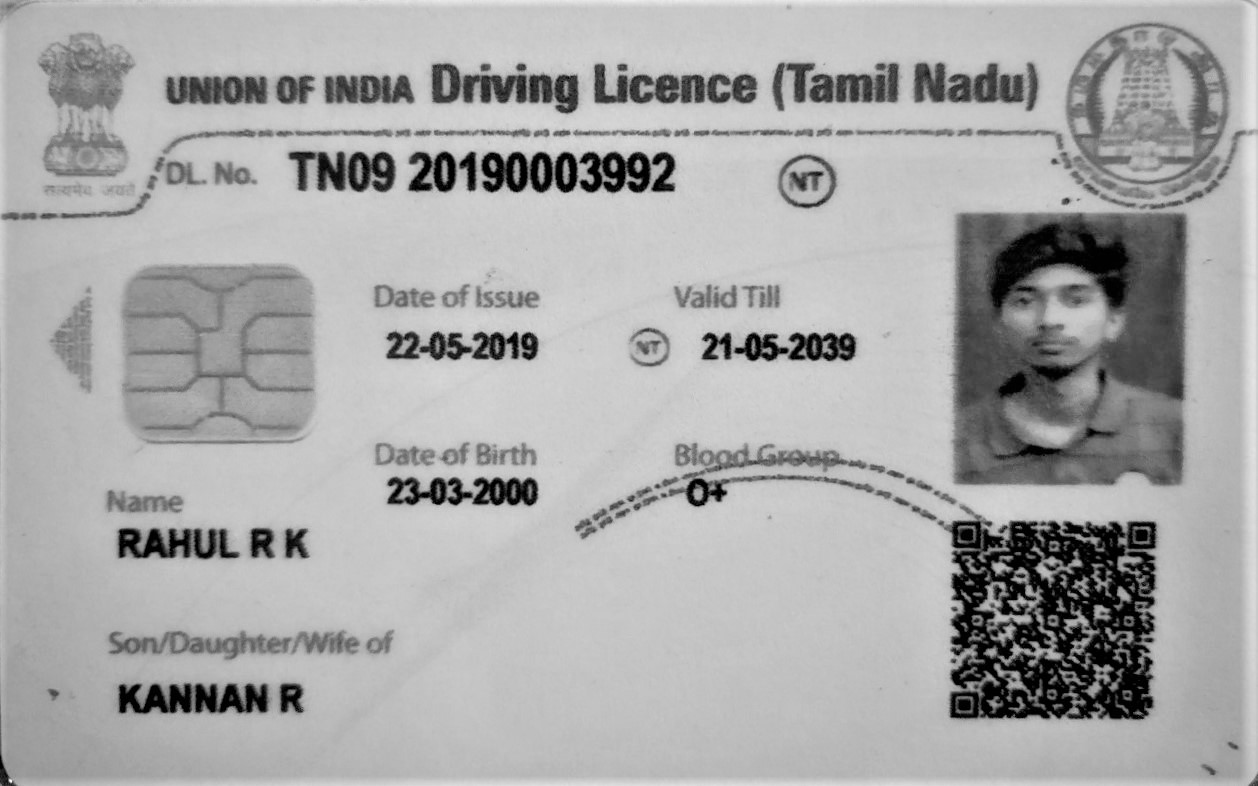 UNION OF INDIA Driving Licence (Tamil Nadu)
सत्यमेव जयते
DL. No. TN09 20190003992 NT
Date of Issue Valid Till
22-05-2019 NT 21-05-2039
Date of Birth Blood Group
23-03-2000 O+
Name
RAHUL R K
Son/Daughter/Wife of
KANNAN R